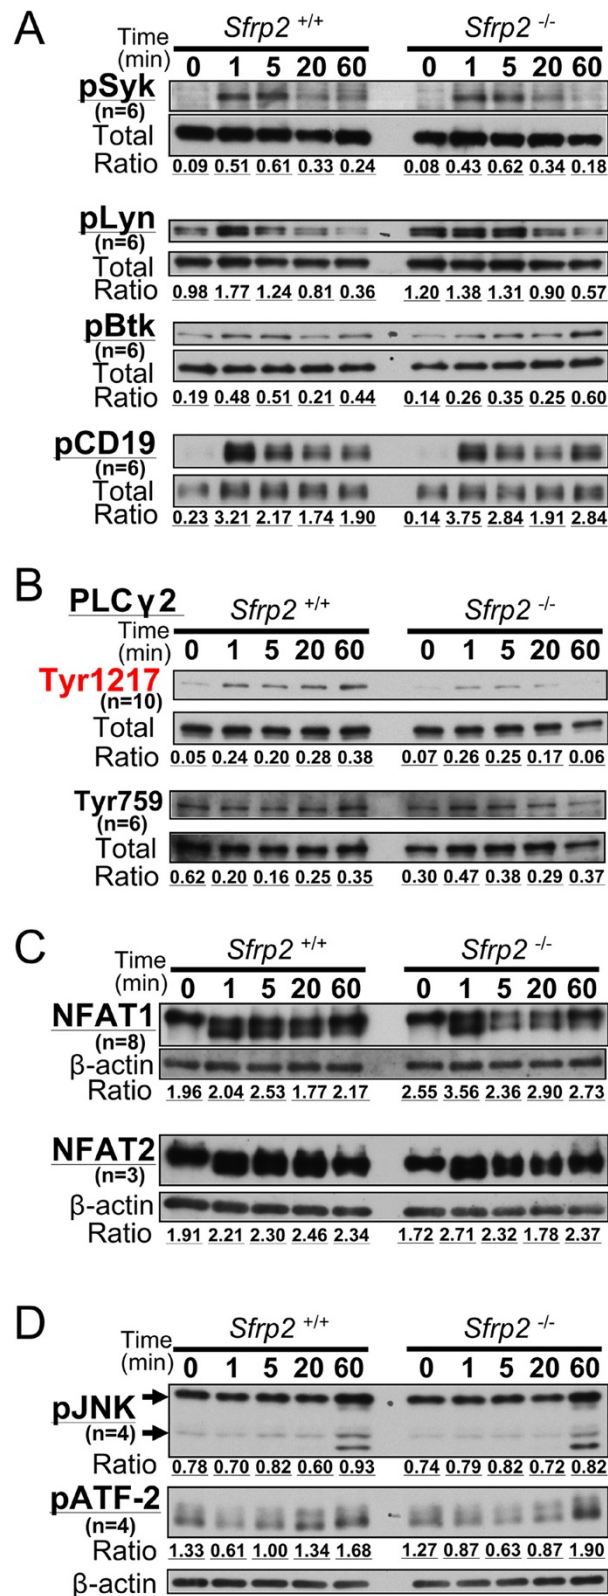 A
Time Sfrp2 +/+ Sfrp2 -/-
(min) 0 1 5 20 60 0 1 5 20 60
pSyk
(n=6)
Total
Ratio 0.09 0.51 0.61 0.33 0.24 0.08 0.43 0.62 0.34 0.18
pLyn
(n=6)
Total
Ratio 0.98 1.77 1.24 0.81 0.36 1.20 1.38 1.31 0.90 0.57
pBtk
(n=6)
Total
Ratio 0.19 0.48 0.51 0.21 0.44 0.14 0.26 0.35 0.25 0.60
pCD19
(n=6)
Total
Ratio 0.23 3.21 2.17 1.74 1.90 0.14 3.75 2.84 1.91 2.84
B
PLCγ2 Sfrp2 +/+ Sfrp2 -/-
Time
(min) 0 1 5 20 60 0 1 5 20 60
Tyr1217
(n=10)
Total
Ratio 0.05 0.24 0.20 0.28 0.38 0.07 0.26 0.25 0.17 0.06
Tyr759
(n=6)
Total
Ratio 0.62 0.20 0.16 0.25 0.35 0.30 0.47 0.38 0.29 0.37
C
Time Sfrp2 +/+ Sfrp2 -/-
(min) 0 1 5 20 60 0 1 5 20 60
NFAT1
(n=8)
β-actin
Ratio 1.96 2.04 2.53 1.77 2.17 2.55 3.56 2.36 2.90 2.73
NFAT2
(n=3)
β-actin
Ratio 1.91 2.21 2.30 2.46 2.34 1.72 2.71 2.32 1.78 2.37
D
Time Sfrp2 +/+ Sfrp2 -/-
(min) 0 1 5 20 60 0 1 5 20 60
pJNK
(n=4)
Ratio 0.78 0.70 0.82 0.60 0.93 0.74 0.79 0.82 0.72 0.82
pATF-2
(n=4)
Ratio 1.33 0.61 1.00 1.34 1.68 1.27 0.87 0.63 0.87 1.90
β-actin